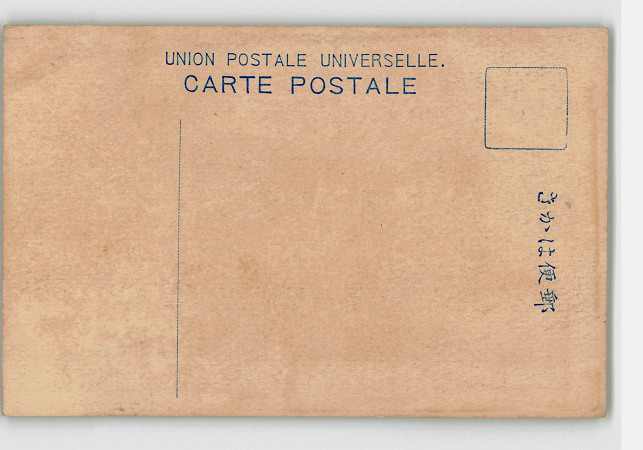 UNION POSTALE UNIVERSELLE.
CARTE POSTALE
郵便はかき